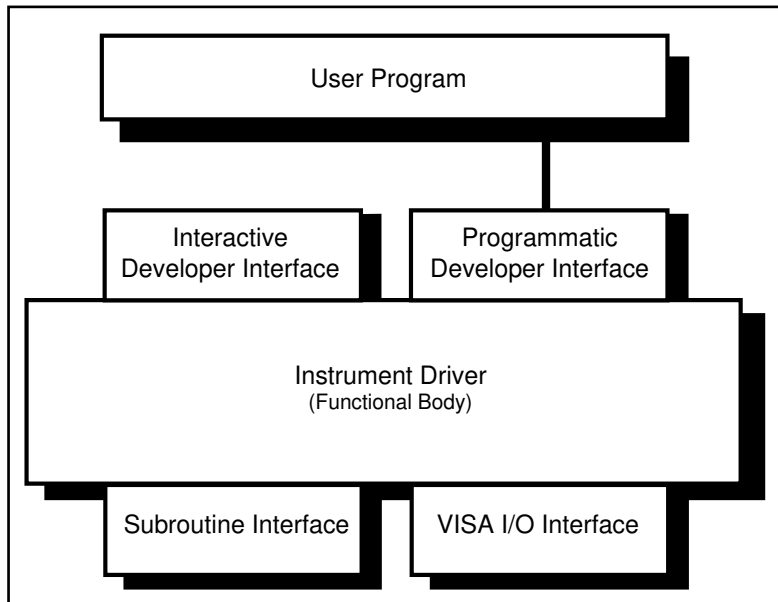 User Program
Interactive
Developer Interface
Programmatic
Developer Interface
Instrument Driver
(Functional Body)
Subroutine Interface
VISA I/O Interface